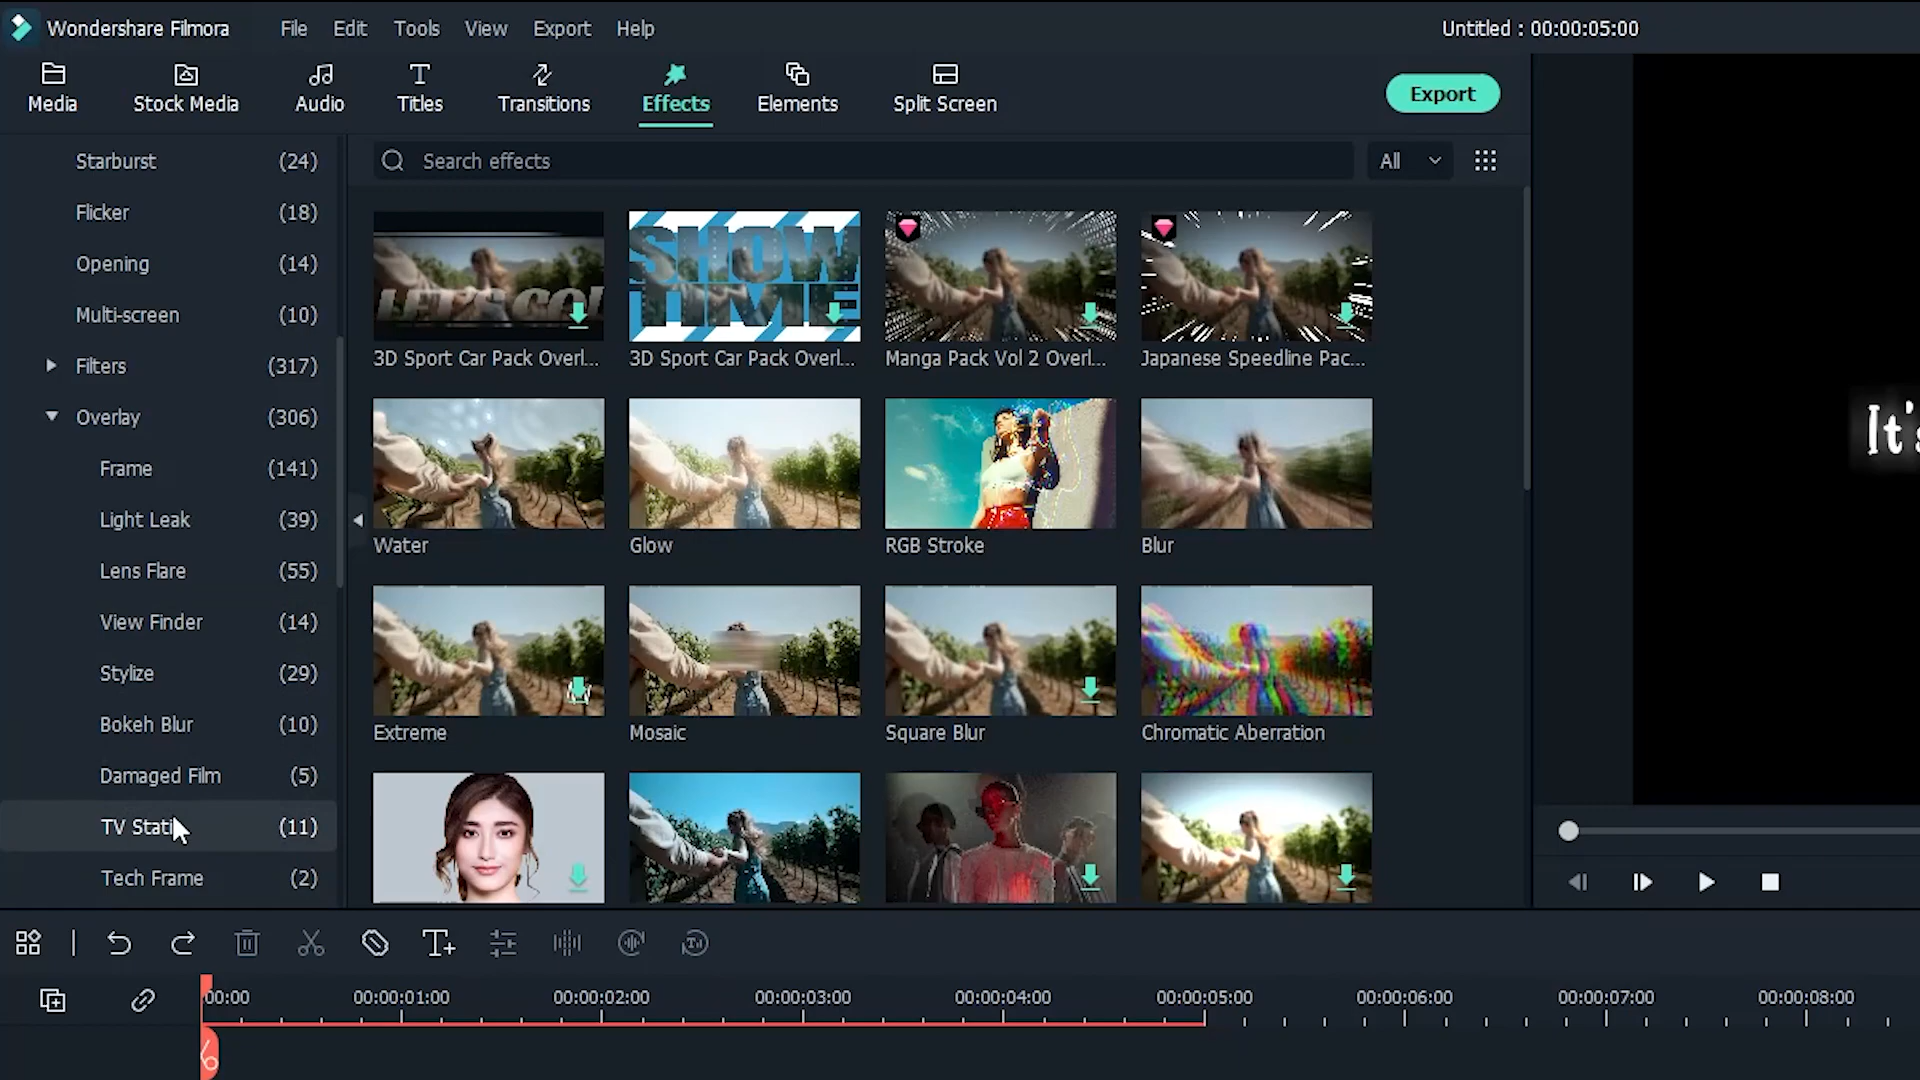 Wondershare Filmora
File Edit Tools View Export Help
Untitled : 00:00:05:00
Media Stock Media Audio Titles Transitions Effects Elements Split Screen
Export
Starburst (24)
Flicker (18)
Opening (14)
Multi-screen (10)
Filters (317)
Overlay (306)
Frame (141)
Light Leak (39)
Lens Flare (55)
View Finder (14)
Stylize (29)
Bokeh Blur (10)
Damaged Film (5)
TV Stati (11)
Tech Frame (2)
Search effects
All
LET'S GO!
SHOW
TIME
3D Sport Car Pack Overl... 3D Sport Car Pack Overl... Manga Pack Vol 2 Overl... Japanese Speedline Pac...
Water Glow RGB Stroke Blur
Extreme Mosaic Square Blur Chromatic Aberration
It's
00:00 00:00:01:00 00:00:02:00 00:00:03:00 00:00:04:00 00:00:05:00 00:00:06:00 00:00:07:00 00:00:08:00